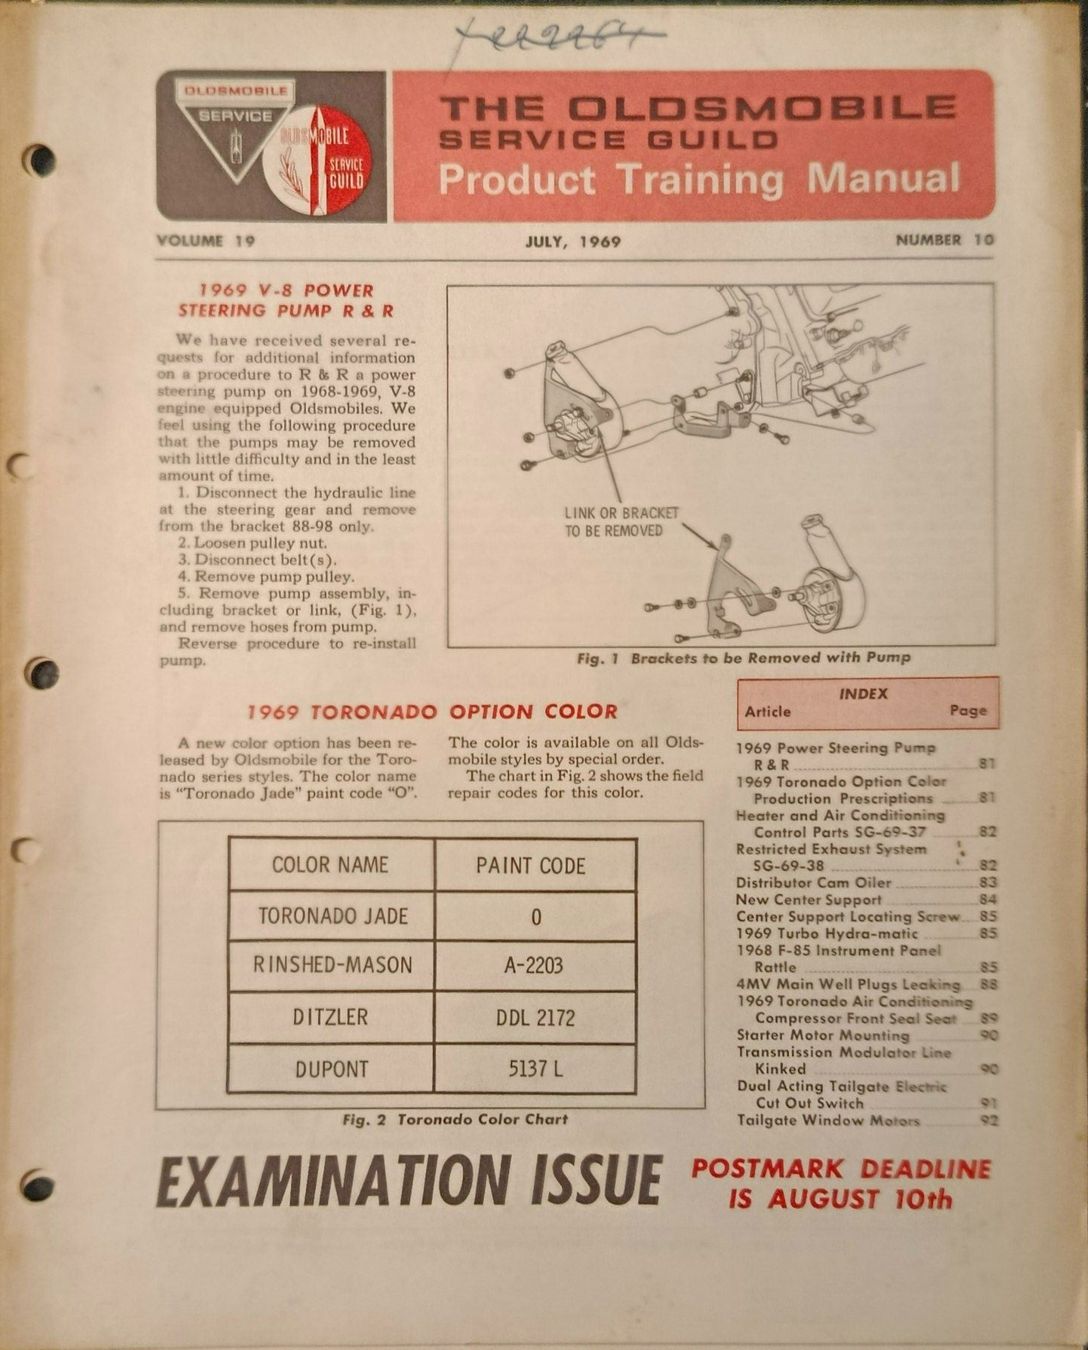 OLDSMOBILE
SERVICE
OLDSMOBILE
SERVICE
GUILD
THE OLDSMOBILE
SERVICE GUILD
Product Training Manual
VOLUME 19
JULY, 1969
NUMBER 10
1969 V-8 POWER
STEERING PUMP R & R
We have received several re-
quests for additional information
on a procedure to R & R a power
steering pump on 1968-1969, V-8
engine equipped Oldsmobiles. We
feel using the following procedure
that the pumps may be removed
with little difficulty and in the least
amount of time.
1. Disconnect the hydraulic line
at the steering gear and remove
from the bracket 88-98 only.
2. Loosen pulley nut.
3. Disconnect belt(s).
4. Remove pump pulley.
5. Remove pump assembly, in-
cluding bracket or link, (Fig. 1),
and remove hoses from pump.
Reverse procedure to re-install
pump.
LINK OR BRACKET
TO BE REMOVED
Fig. 1 Brackets to be Removed with Pump
1969 TORONADO OPTION COLOR
A new color option has been re-
leased by Oldsmobile for the Toro-
nado series styles. The color name
is "Toronado Jade" paint code "O".
The color is available on all Olds-
mobile styles by special order.
The chart in Fig. 2 shows the field
repair codes for this color.
COLOR NAME PAINT CODE
TORONADO JADE 0
RINSHED-MASON A-2203
DITZLER DDL 2172
DUPONT 5137 L
Fig. 2 Toronado Color Chart
INDEX
Article Page
1969 Power Steering Pump
R & R 81
1969 Toronado Option Color
Production Prescriptions 81
Heater and Air Conditioning
Control Parts SG-69-37 82
Restricted Exhaust System
SG-69-38 82
Distributor Cam Oiler 83
New Center Support 84
Center Support Locating Screw 85
1969 Turbo Hydra-matic 85
1968 F-85 Instrument Panel
Rattle 85
4MV Main Well Plugs Leaking 88
1969 Toronado Air Conditioning
Compressor Front Seal Seat 89
Starter Motor Mounting 90
Transmission Modulator Line
Kinked 90
Dual Acting Tailgate Electric
Cut Out Switch 91
Tailgate Window Motors 92
EXAMINATION ISSUE
POSTMARK DEADLINE
IS AUGUST 10th